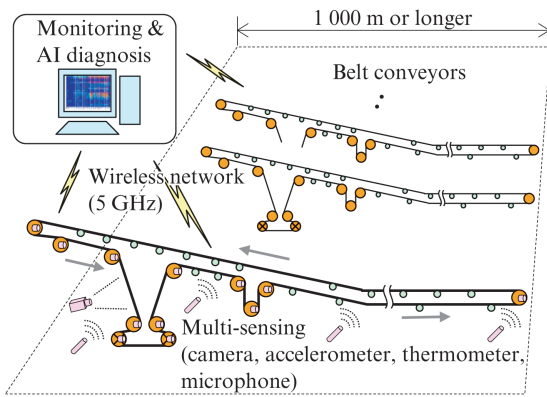 Monitoring &
AI diagnosis
1 000 m or longer
Belt conveyors
Wireless network
(5 GHz)
Multi-sensing
(camera, accelerometer, thermometer,
microphone)